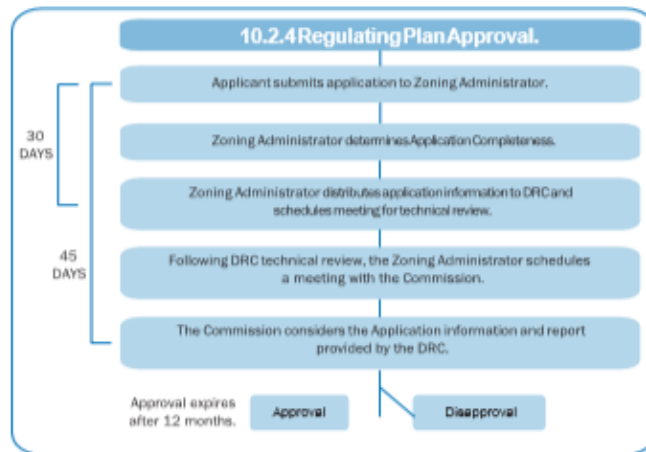 10.2.4 Regulating Plan Approval.
Applicant submits application to Zoning Administrator.
30
DAYS
Zoning Administrator determines Application Completeness.
Zoning Administrator distributes application information to DRC and
schedules meeting for technical review.
45
DAYS
Following DRC technical review, the Zoning Administrator schedules
a meeting with the Commission.
The Commission considers the Application information and report
provided by the DRC.
Approval expires
after 12 months.
Approval
Disapproval